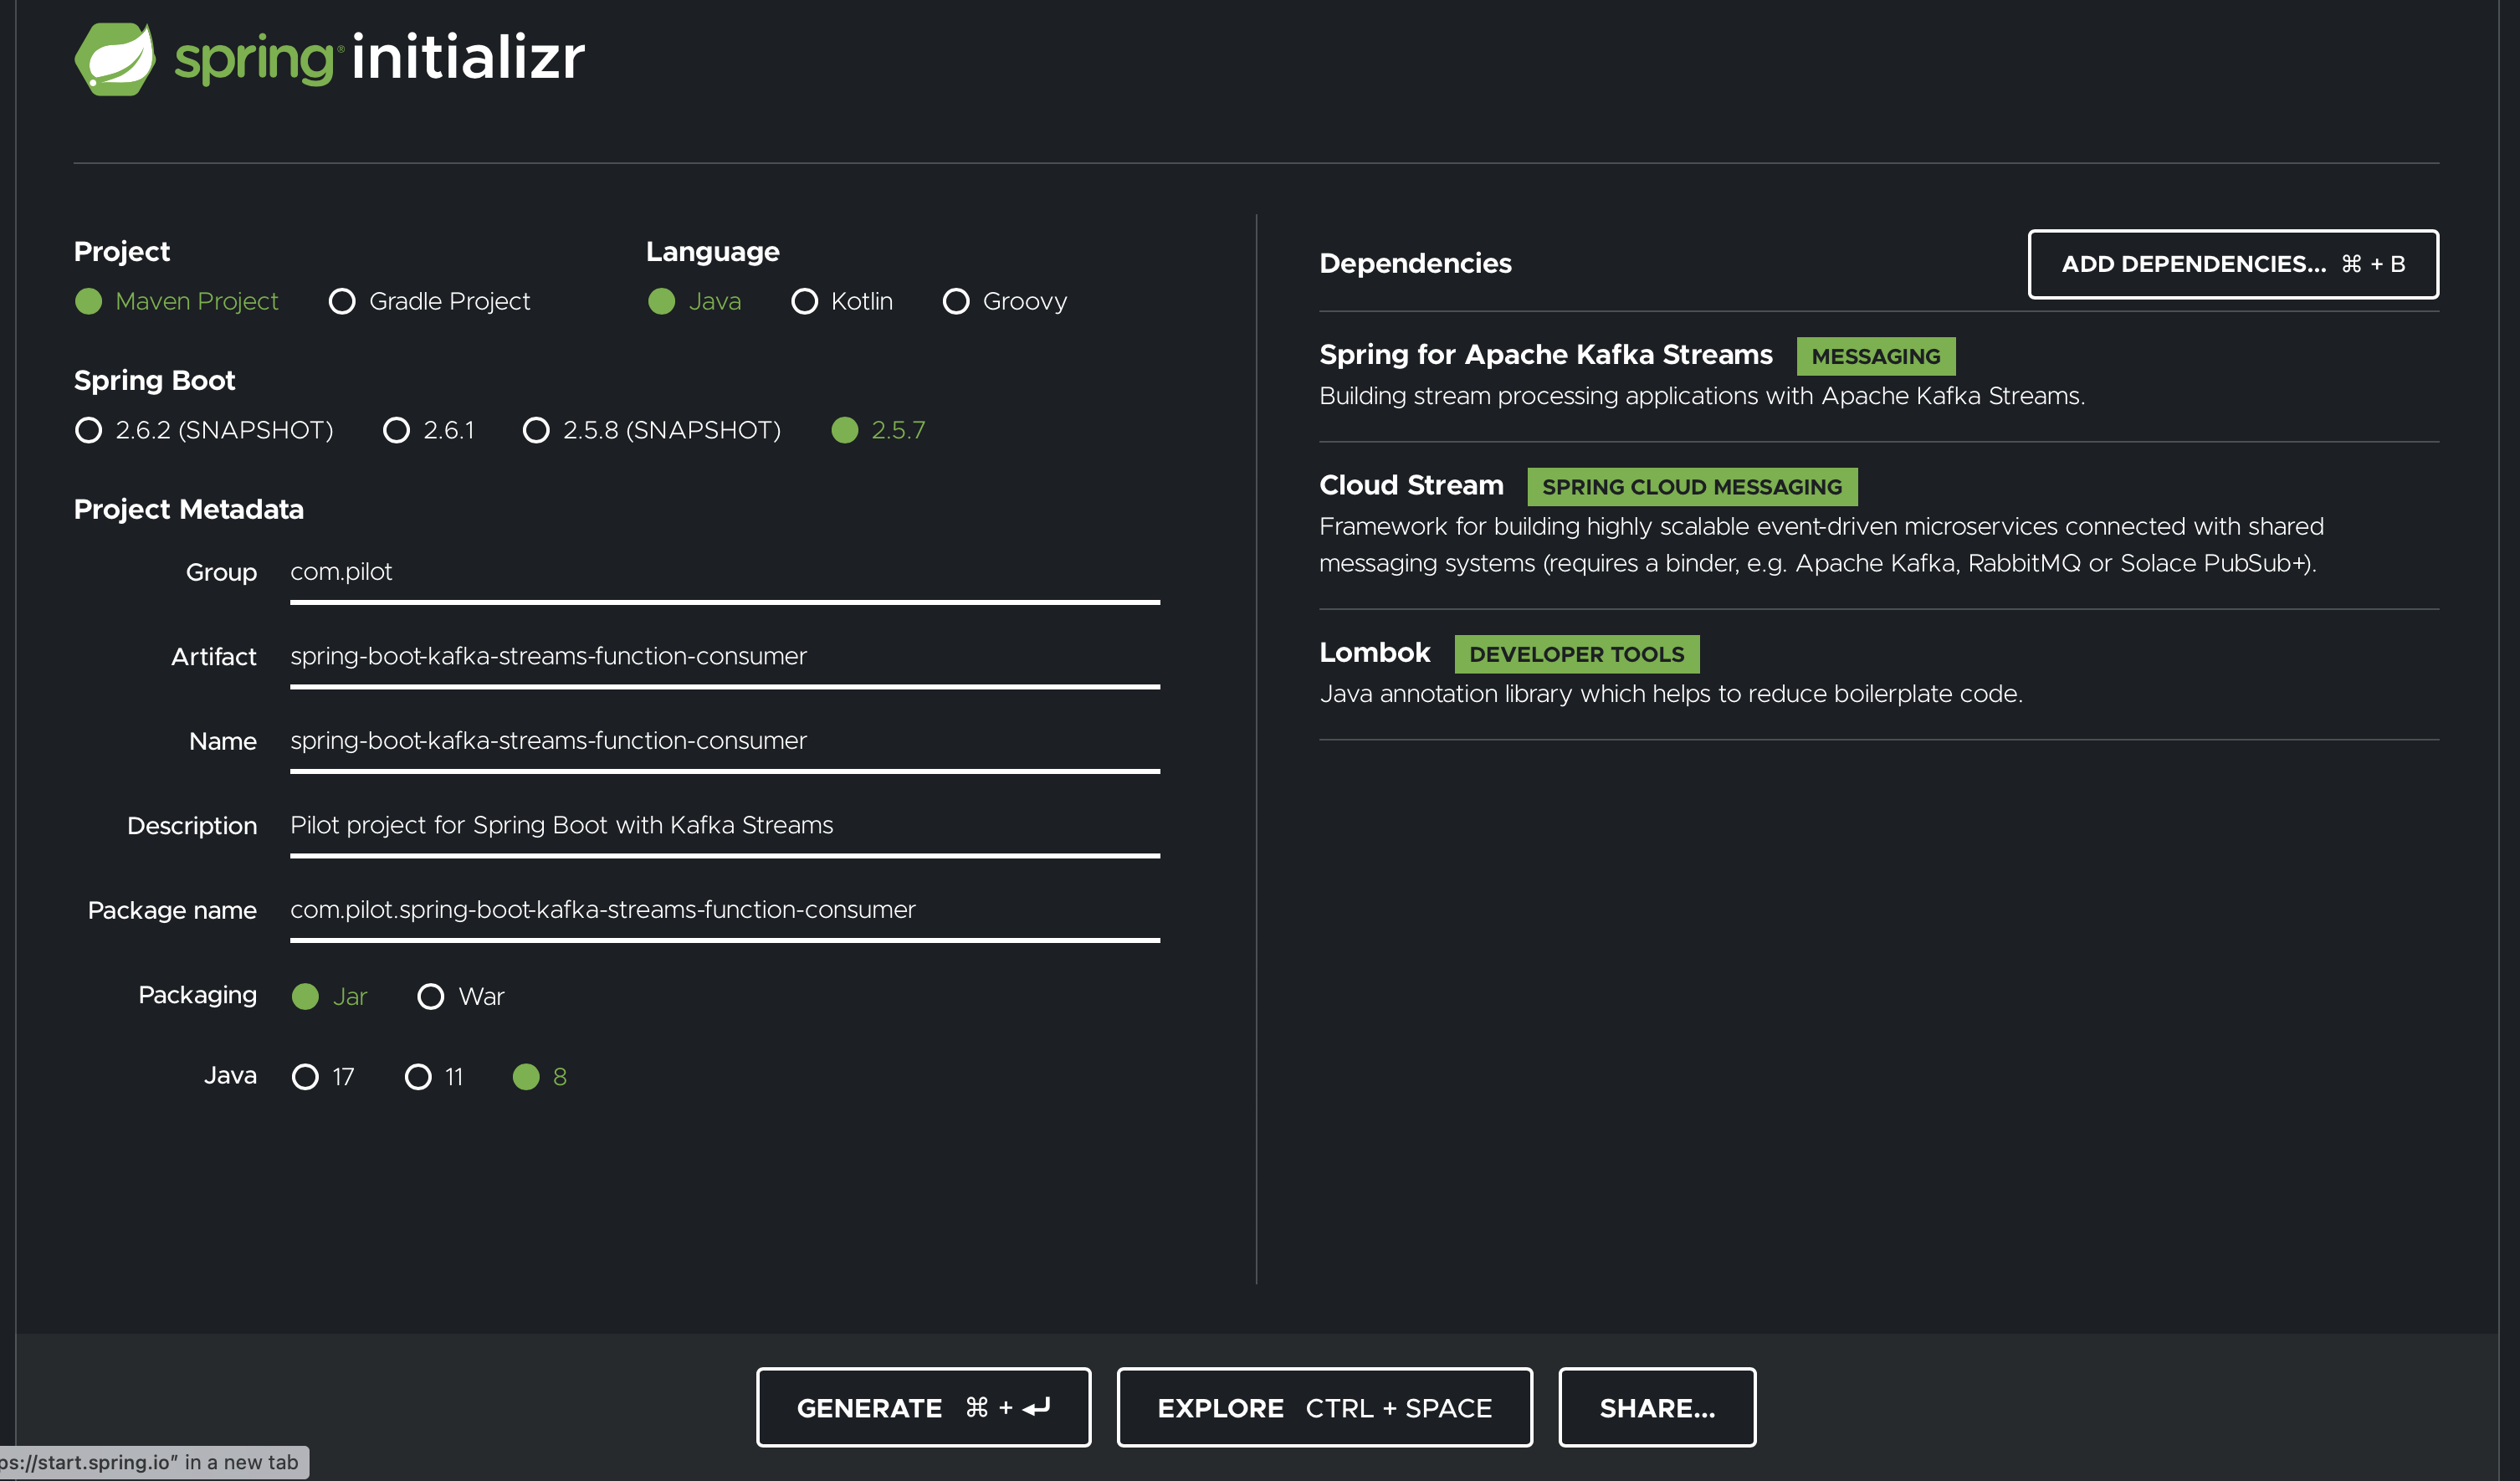 spring initializr
Project
Maven Project Gradle Project
Language
Java Kotlin Groovy
Spring Boot
2.6.2 (SNAPSHOT) 2.6.1 2.5.8 (SNAPSHOT) 2.5.7
Project Metadata
Group com.pilot
Artifact spring-boot-kafka-streams-function-consumer
Name spring-boot-kafka-streams-function-consumer
Description Pilot project for Spring Boot with Kafka Streams
Package name com.pilot.spring-boot-kafka-streams-function-consumer
Packaging Jar War
Java 17 11 8
Dependencies
ADD DEPENDENCIES... ⌘ + B
Spring for Apache Kafka Streams MESSAGING
Building stream processing applications with Apache Kafka Streams.
Cloud Stream SPRING CLOUD MESSAGING
Framework for building highly scalable event-driven microservices connected with shared
messaging systems (requires a binder, e.g. Apache Kafka, RabbitMQ or Solace PubSub+).
Lombok DEVELOPER TOOLS
Java annotation library which helps to reduce boilerplate code.
GENERATE ⌘ + ↵
EXPLORE CTRL + SPACE
SHARE...
ps://start.spring.io” in a new tab